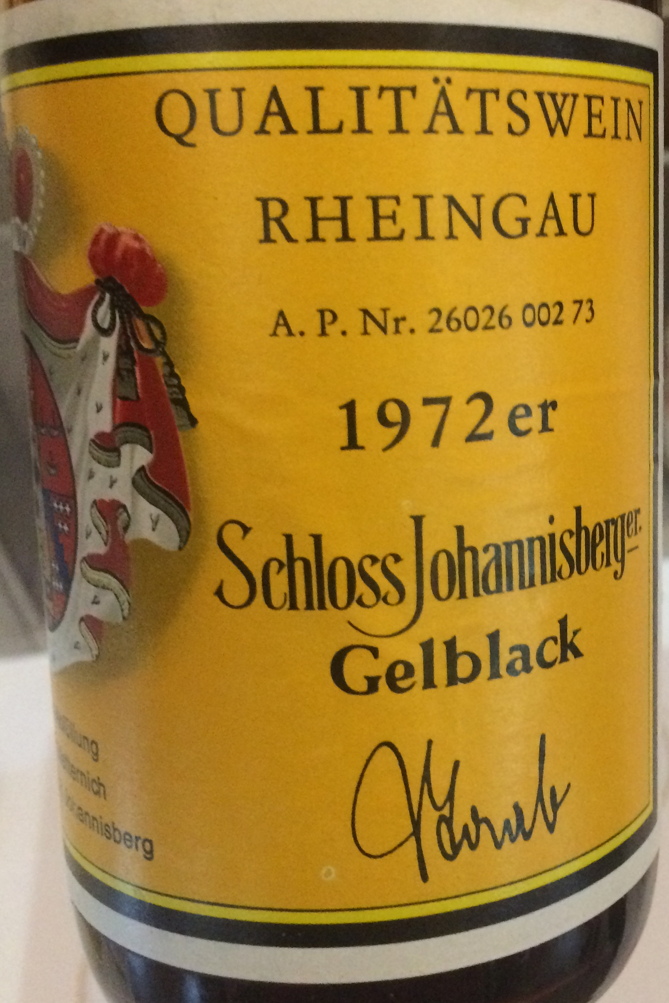 QUALITÄTSWEIN
RHEINGAU
A. P. Nr. 26026 002 73
1972er
Schloss Johannisberger.
Gelblack